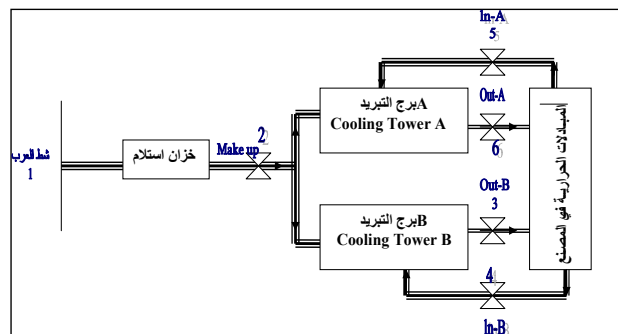 In-A
5
برج التبريد A
Cooling Tower A
Out-A
6
المبادلات الحرارية في المصنع
شط العرب
1
خزان استلام
Make up
2
Out-B
3
برج التبريد B
Cooling Tower B
4
In-B